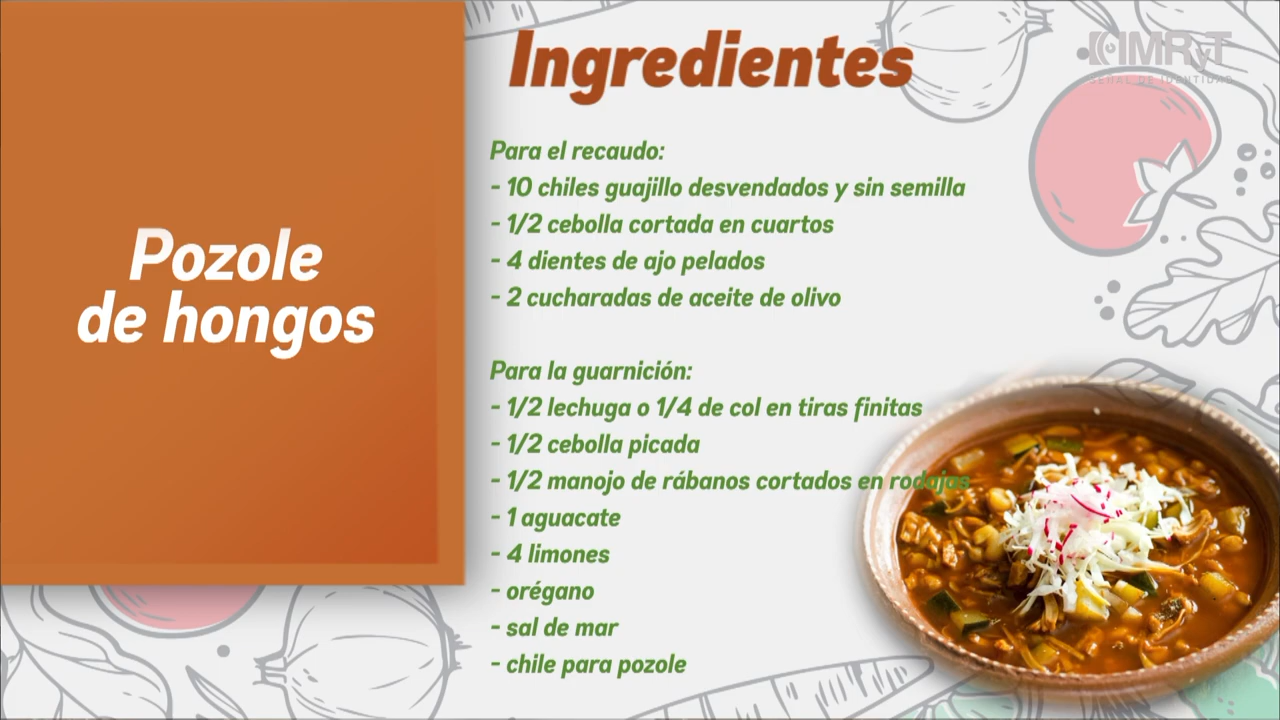 Ingredientes
IMRyT
SEÑAL DE IDENTIDAD
Pozole
de hongos
Para el recaudo:
- 10 chiles guajillo desvendados y sin semilla
- 1/2 cebolla cortada en cuartos
- 4 dientes de ajo pelados
- 2 cucharadas de aceite de olivo
Para la guarnición:
- 1/2 lechuga o 1/4 de col en tiras finitas
- 1/2 cebolla picada
- 1/2 manojo de rábanos cortados en rodajas
- 1 aguacate
- 4 limones
- orégano
- sal de mar
- chile para pozole